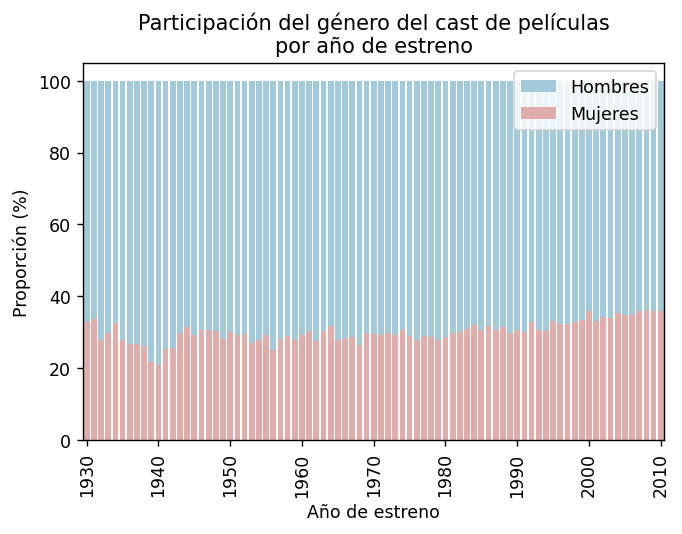 Participación del género del cast de películas
por año de estreno
Hombres
Mujeres
Proporción (%)
100
80
60
40
20
0
1930
1940
1950
1960
1970
1980
1990
2000
2010
Año de estreno